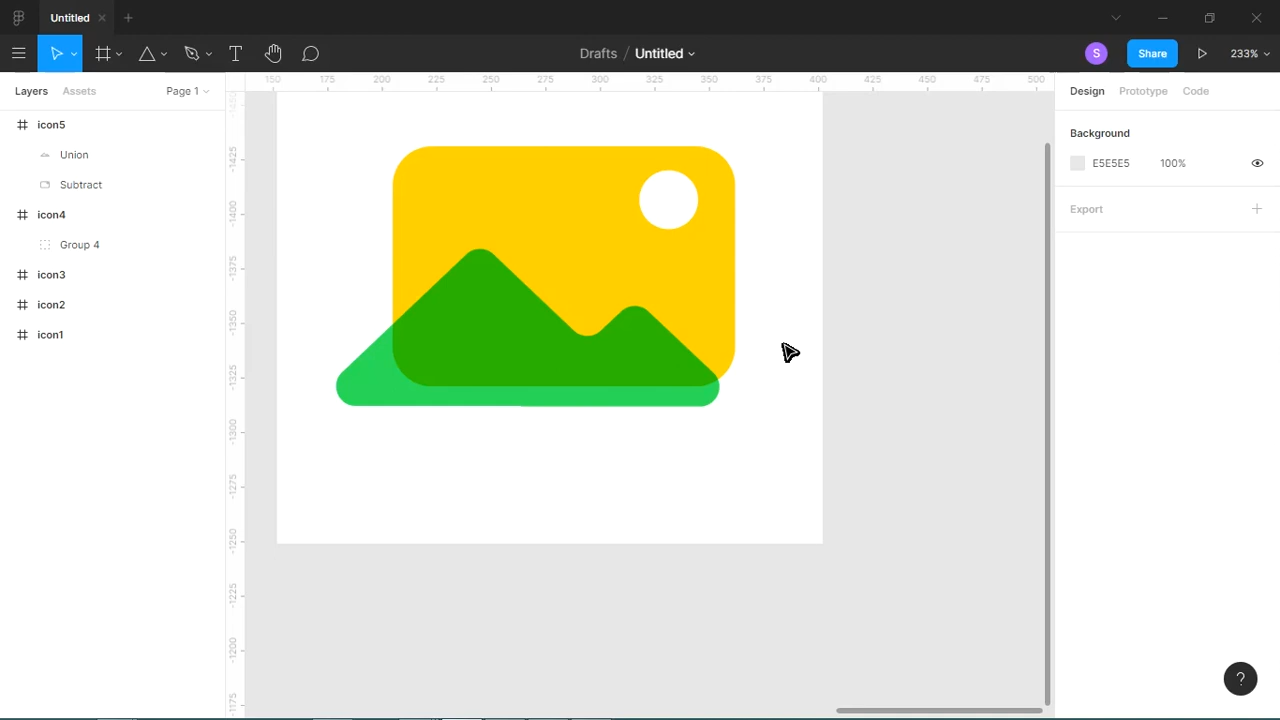 Untitled
Drafts / Untitled
S
Share
233%
Layers
Assets
Page 1
150 175 200 225 250 275 300 325 350 375 400 425 450 475 500
Design
Prototype
Code
icon5
Union
Subtract
icon4
Group 4
icon3
icon2
icon1
-1450
-1425
-1400
-1375
-1350
-1325
-1300
-1275
-1250
-1225
-1200
-1175
Background
E5E5E5 100%
Export
?